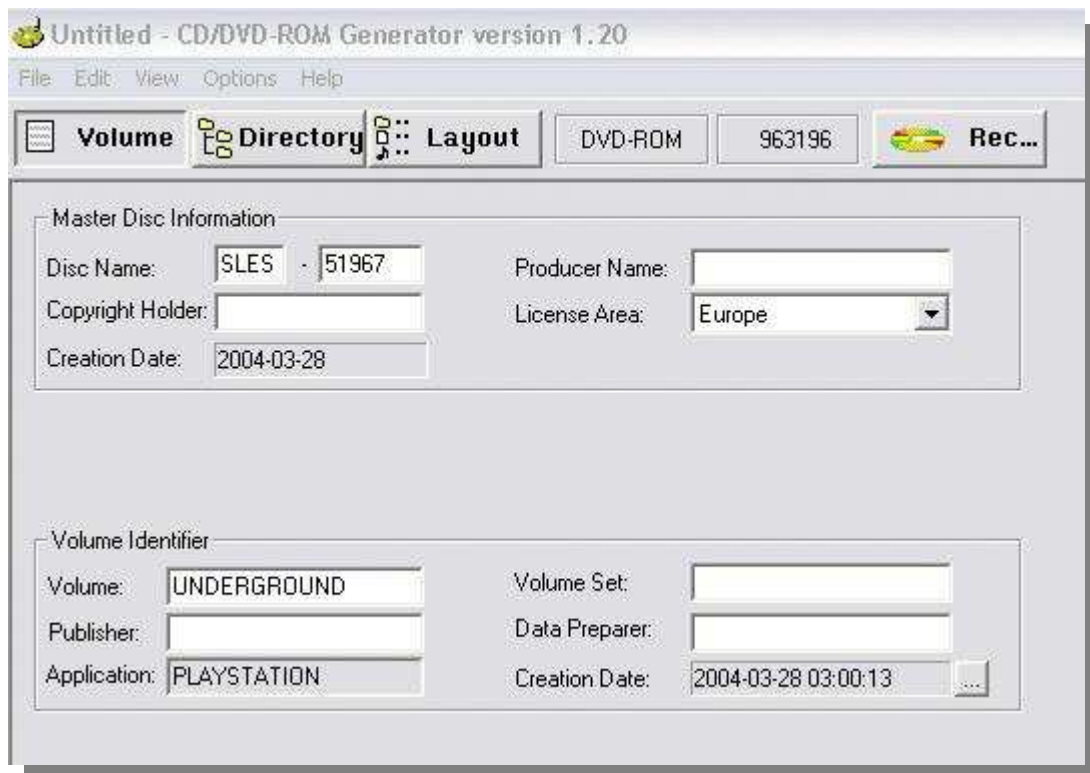 Untitled - CD/DVD-ROM Generator version 1.20
File Edit View Options Help
Volume Directory Layout DVD-ROM 963196 Rec...
Master Disc Information
Disc Name: SLES - 51967 Producer Name:
Copyright Holder: License Area: Europe
Creation Date: 2004-03-28
Volume Identifier
Volume: UNDERGROUND Volume Set:
Publisher: Data Preparer:
Application: PLAYSTATION Creation Date: 2004-03-28 03:00:13 ...